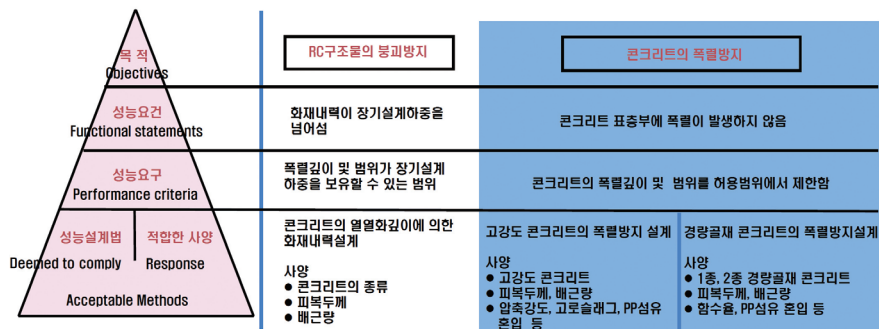 목 적
Objectives
RC구조물의 붕괴방지
콘크리트의 폭렬방지
성능요건
Functional statements
화재내력이 장기설계하중을
넘어섬
콘크리트 표층부에 폭렬이 발생하지 않음
성능요구
Performance criteria
폭렬깊이 및 범위가 장기설계
하중을 보유할 수 있는 범위
콘크리트의 폭렬깊이 및 범위를 허용범위에서 제한함
성능설계법
적합한 사양
Deemed to comply
Response
Acceptable Methods
콘크리트의 열열화깊이에 의한
화재내력설계
사양
● 콘크리트의 종류
● 피복두께
● 배근량
고강도 콘크리트의 폭렬방지 설계
사양
● 고강도 콘크리트
● 피복두께, 배근량
● 압축강도, 고로슬래그, PP섬유
혼입 등
경량골재 콘크리트의 폭렬방지설계
사양
● 1종, 2종 경량골재 콘크리트
● 피복두께, 배근량
● 함수율, PP섬유 혼입 등